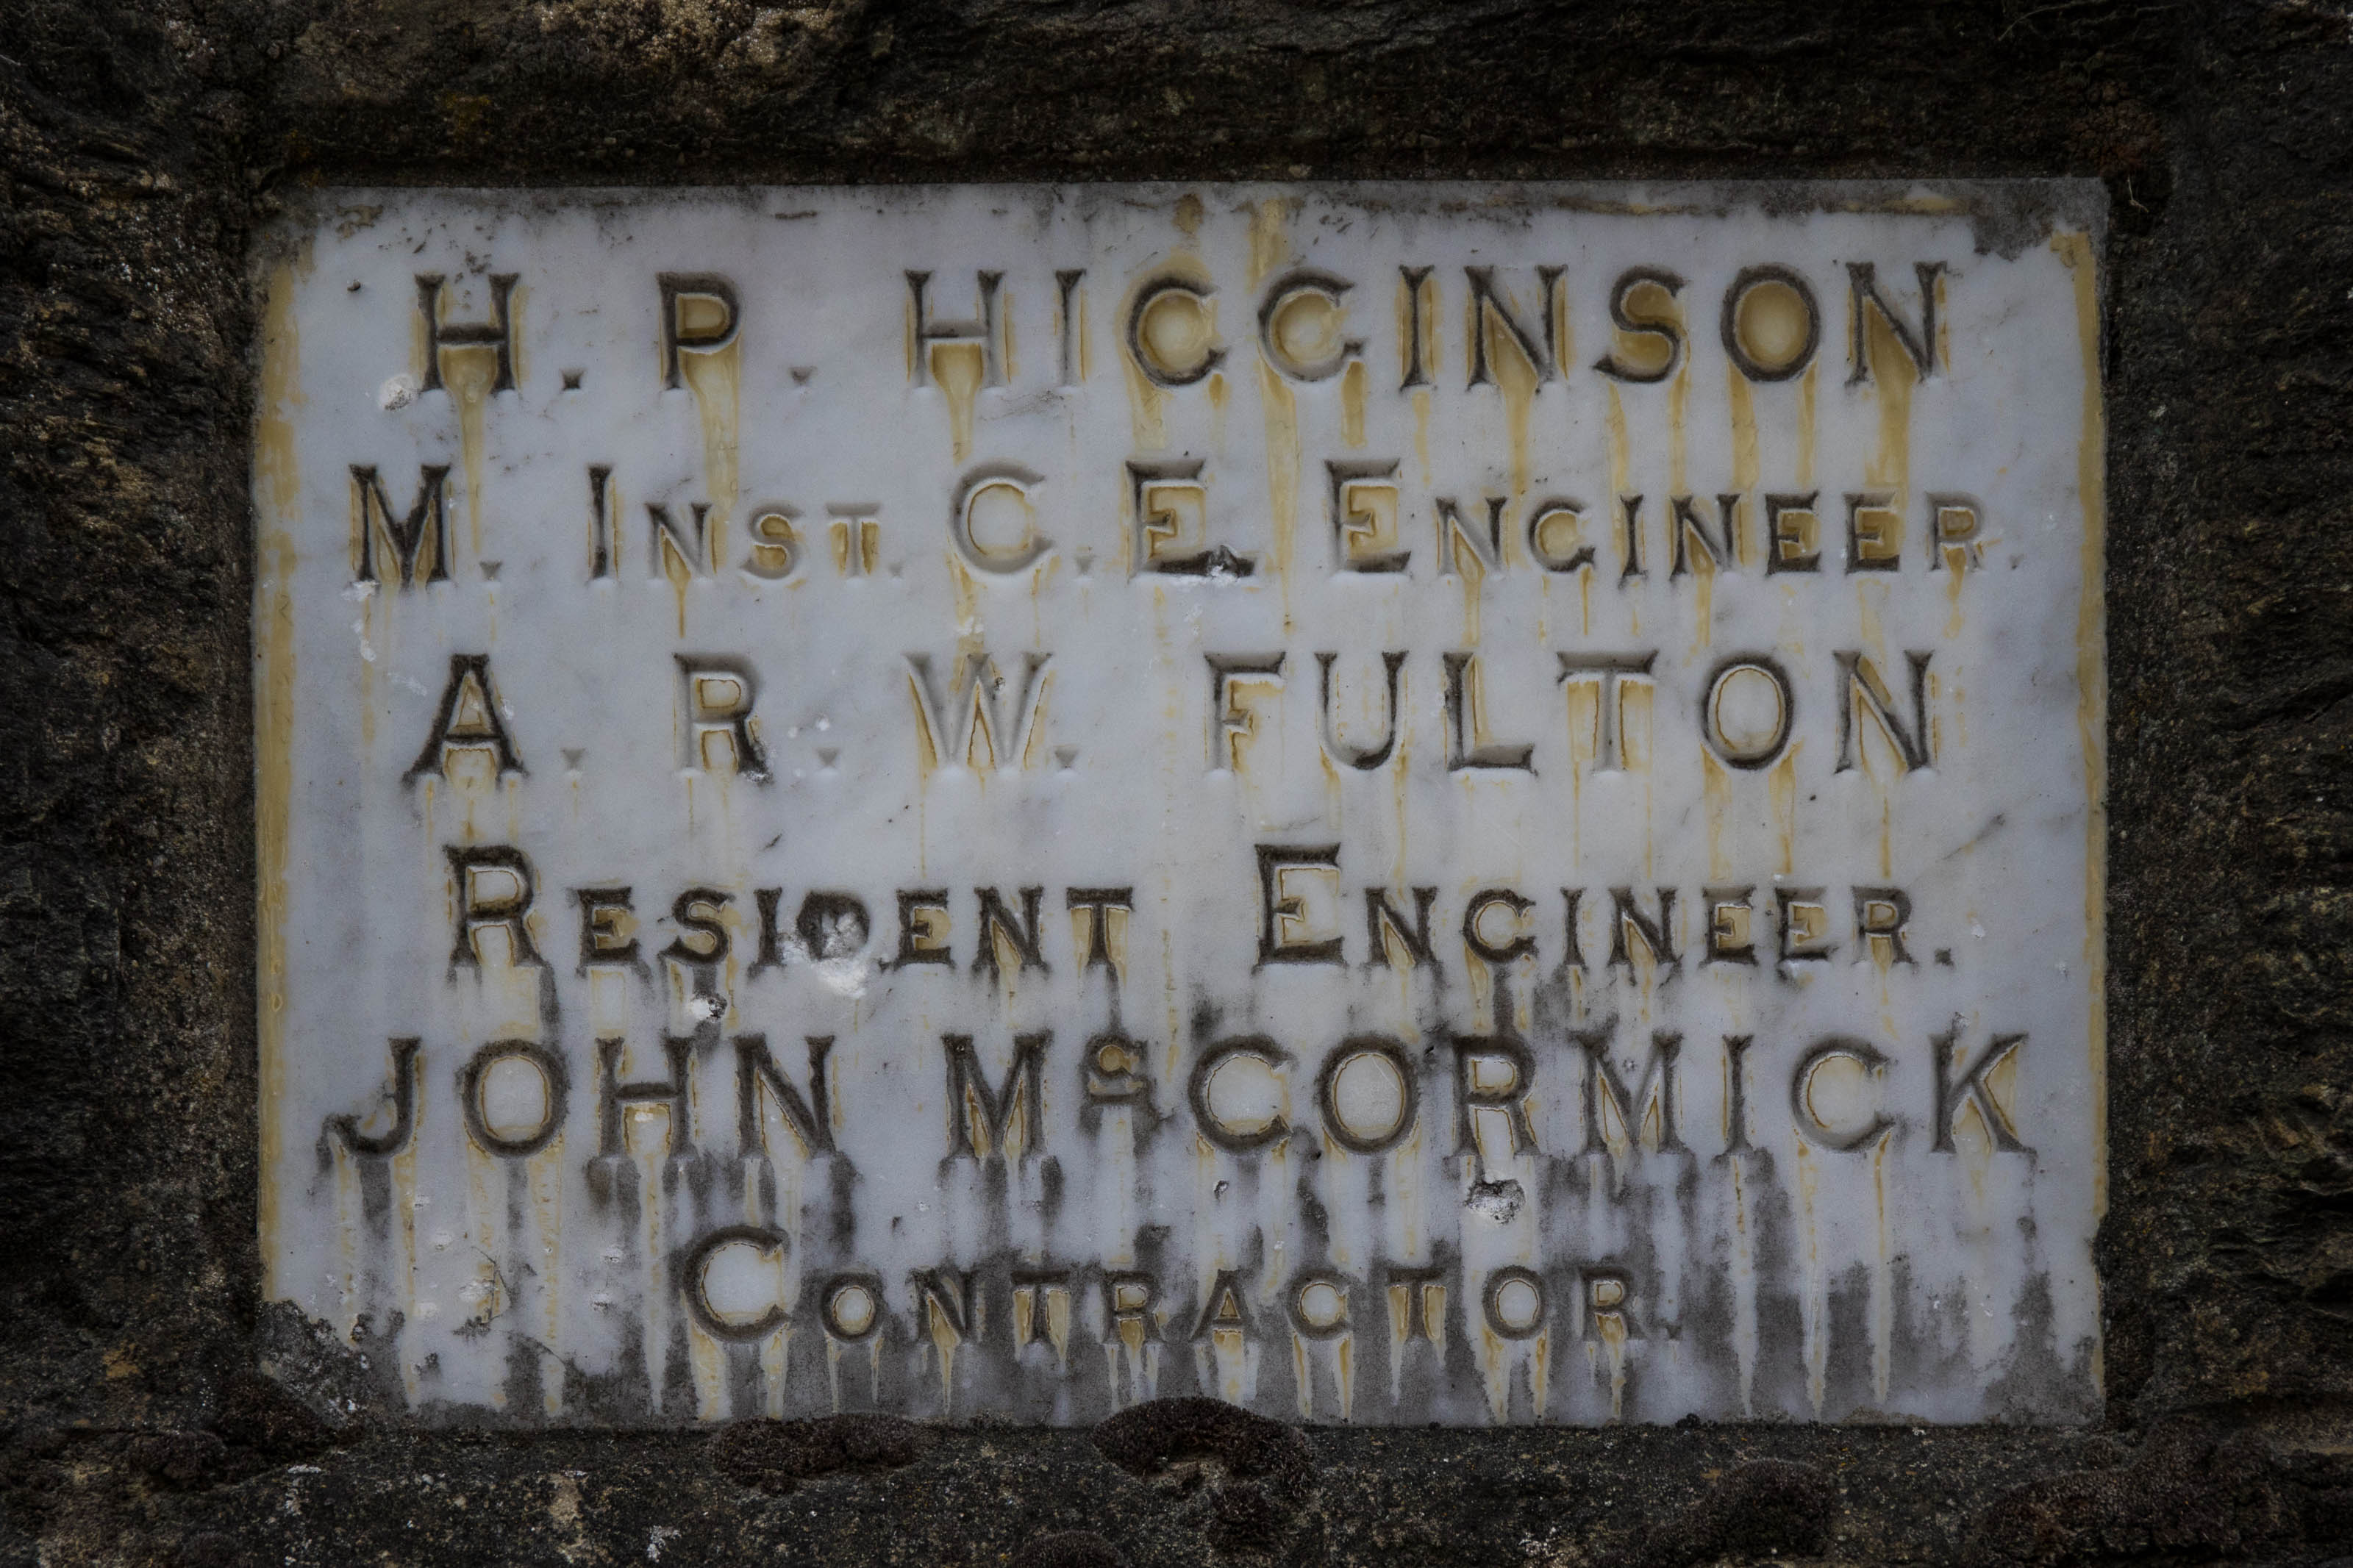 H. P. HIGGINSON
M. INST. C. E. ENGINEER.
A. R. W. FULTON
RESIDENT ENGINEER.
JOHN McCORMICK
CONTRACTOR.